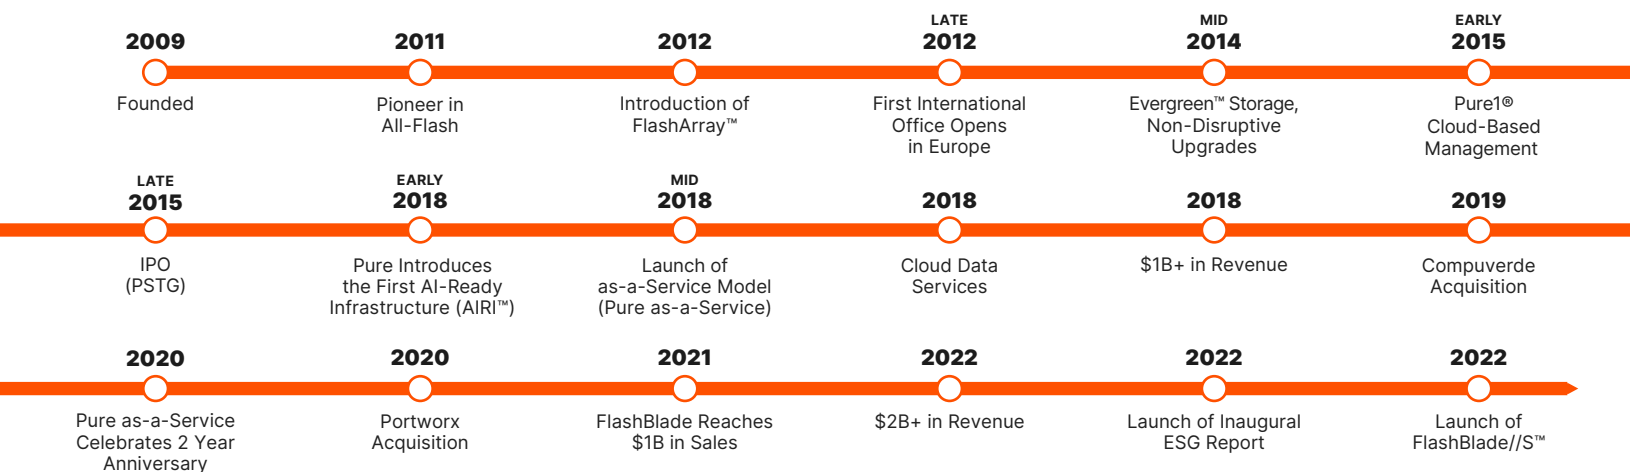 2009
Founded
2011
Pioneer in
All-Flash
2012
Introduction of
FlashArray™
LATE
2012
First International
Office Opens
in Europe
MID
2014
Evergreen™ Storage,
Non-Disruptive
Upgrades
EARLY
2015
Pure1®
Cloud-Based
Management
LATE
2015
IPO
(PSTG)
EARLY
2018
Pure Introduces
the First AI-Ready
Infrastructure (AIRI™)
MID
2018
Launch of
as-a-Service Model
(Pure as-a-Service)
2018
Cloud Data
Services
2018
$1B+ in Revenue
2019
Compuverde
Acquisition
2020
Pure as-a-Service
Celebrates 2 Year
Anniversary
2020
Portworx
Acquisition
2021
FlashBlade Reaches
$1B in Sales
2022
$2B+ in Revenue
2022
Launch of Inaugural
ESG Report
2022
Launch of
FlashBlade//S™